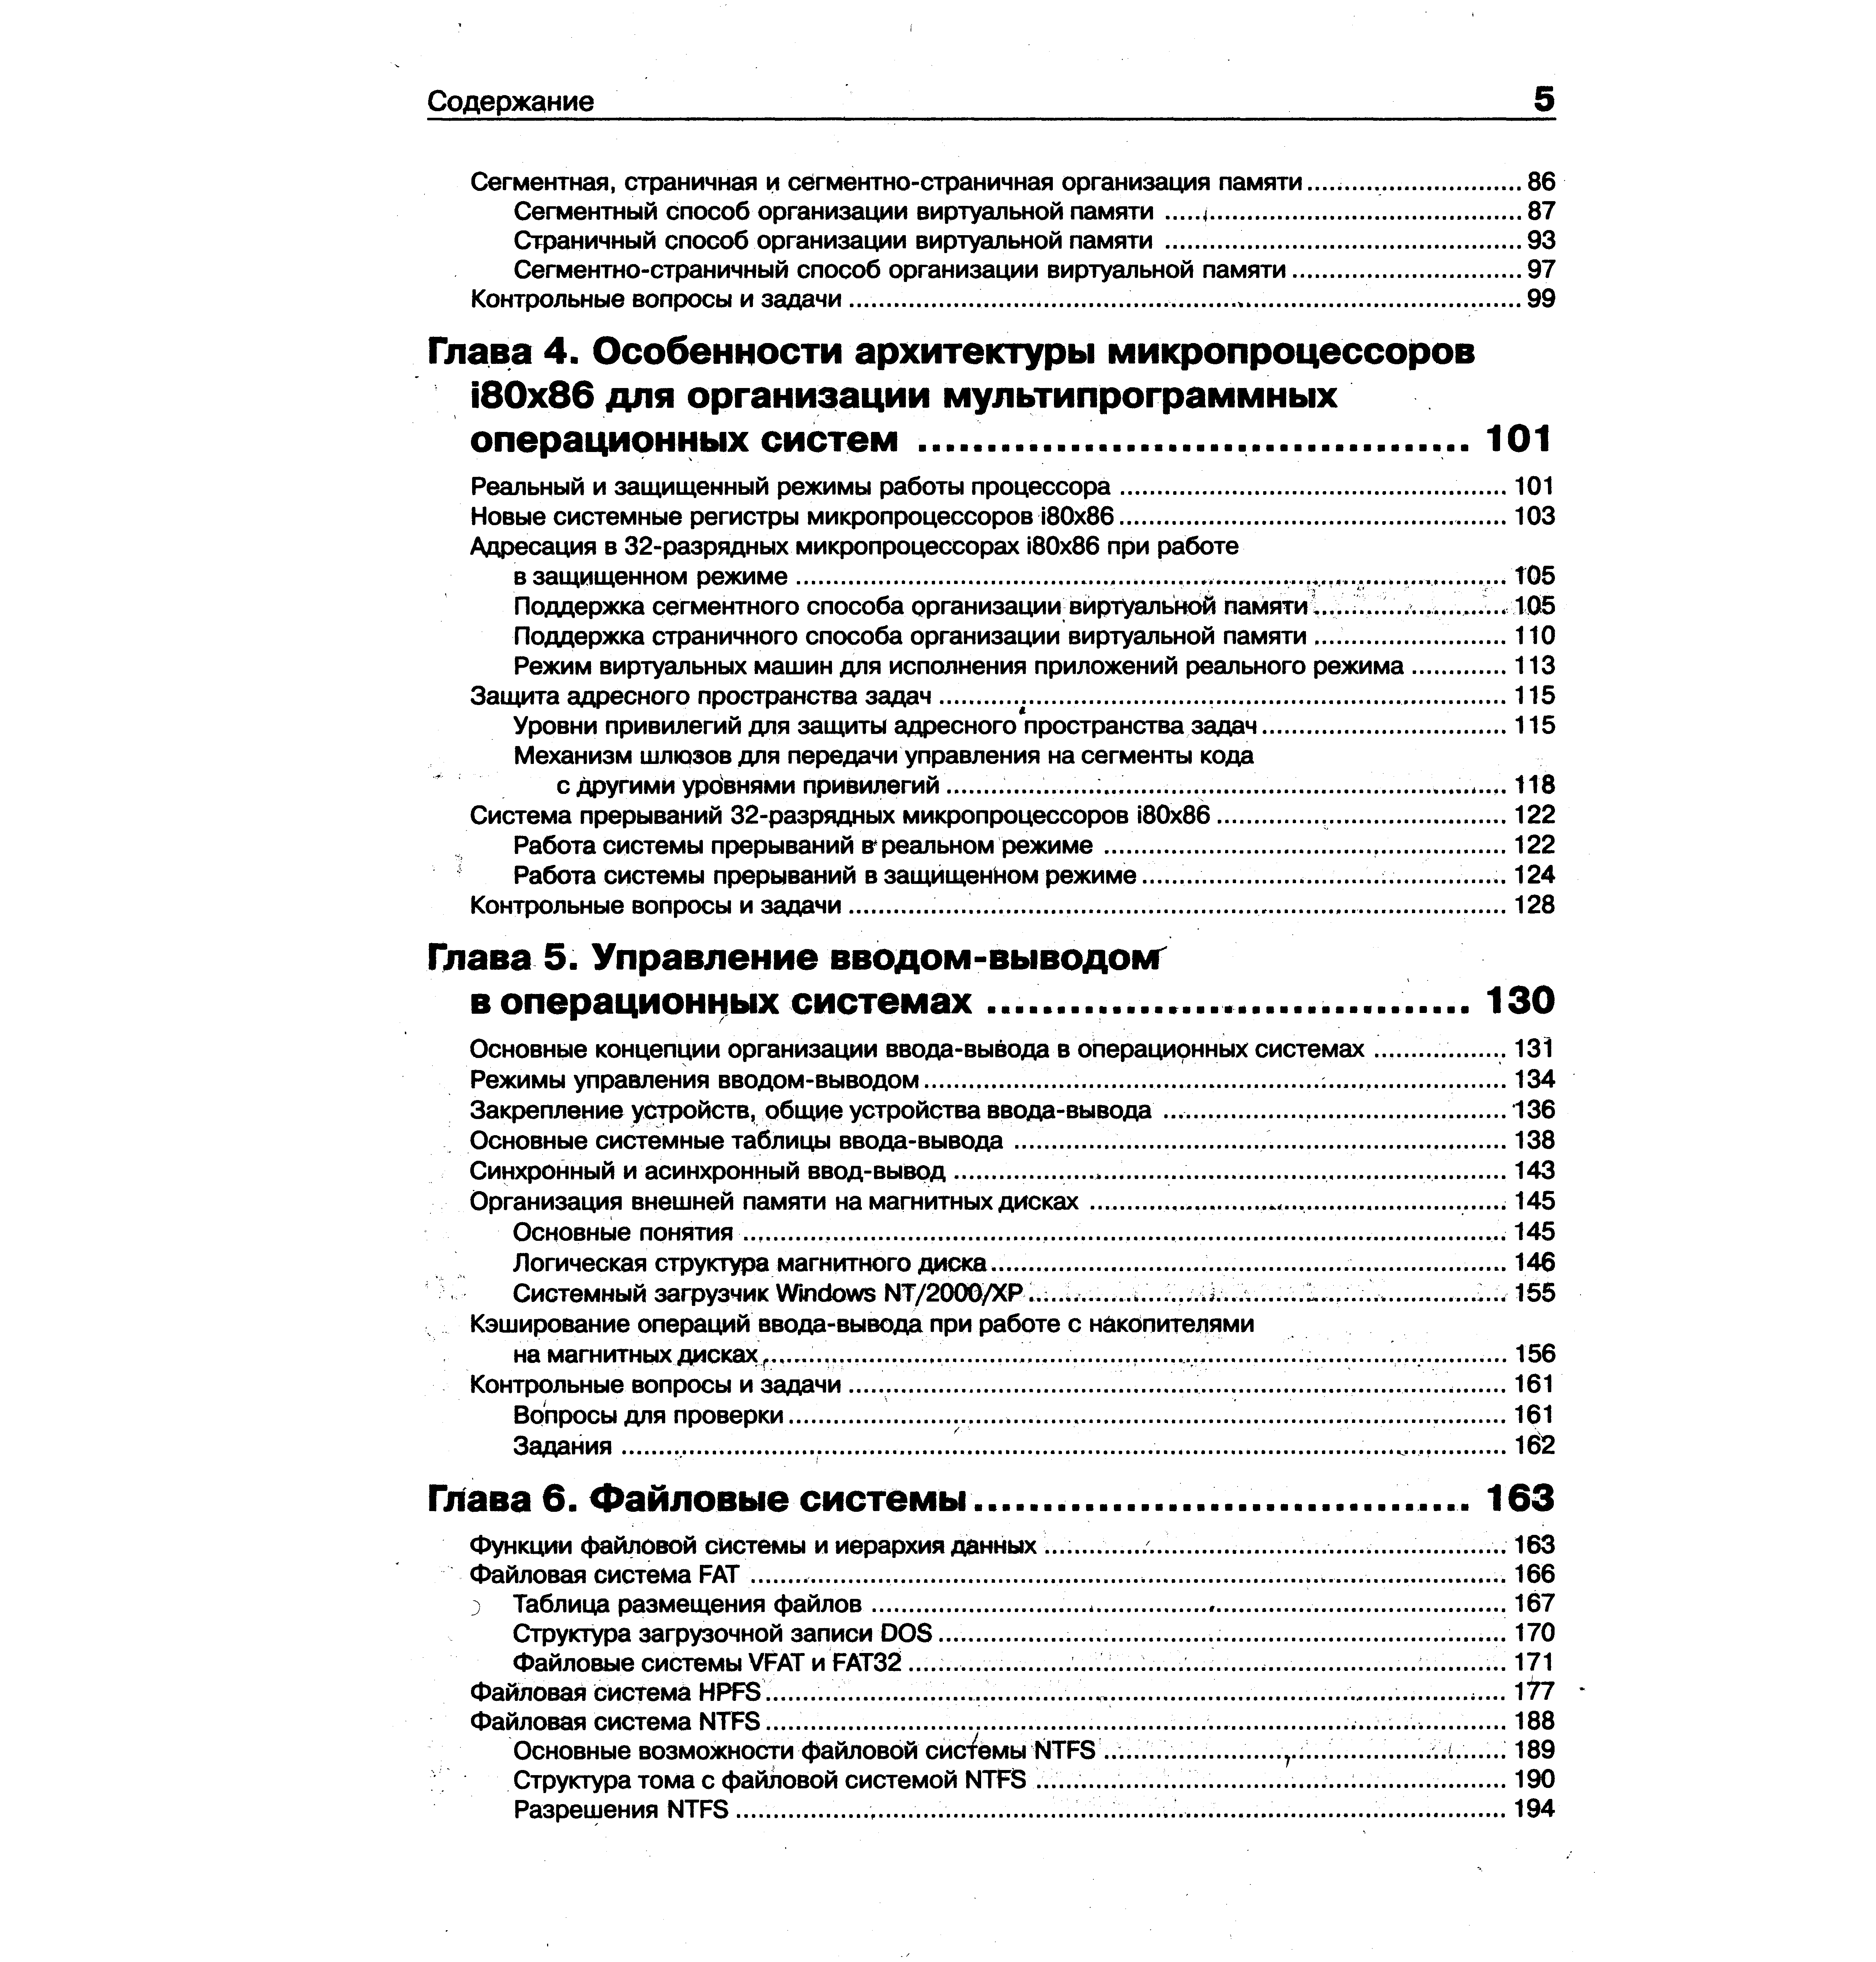 Содержание 5
Сегментная, страничная и сегментно-страничная организация памяти ..... 86
Сегментный способ организации виртуальной памяти ..... 87
Страничный способ организации виртуальной памяти ..... 93
Сегментно-страничный способ организации виртуальной памяти ..... 97
Контрольные вопросы и задачи ..... 99
Глава 4. Особенности архитектуры микропроцессоров
i80x86 для организации мультипрограммных
операционных систем ..... 101
Реальный и защищенный режимы работы процессора ..... 101
Новые системные регистры микропроцессоров i80x86 ..... 103
Адресация в 32-разрядных микропроцессорах i80x86 при работе
в защищенном режиме ..... 105
Поддержка сегментного способа организации виртуальной памяти ..... 105
Поддержка страничного способа организации виртуальной памяти ..... 110
Режим виртуальных машин для исполнения приложений реального режима ..... 113
Защита адресного пространства задач ..... 115
Уровни привилегий для защиты адресного пространства задач ..... 115
Механизм шлюзов для передачи управления на сегменты кода
с другими уровнями привилегий ..... 118
Система прерываний 32-разрядных микропроцессоров i80x86 ..... 122
Работа системы прерываний в реальном режиме ..... 122
Работа системы прерываний в защищенном режиме ..... 124
Контрольные вопросы и задачи ..... 128
Глава 5. Управление вводом-выводом
в операционных системах ..... 130
Основные концепции организации ввода-вывода в операционных системах ..... 131
Режимы управления вводом-выводом ..... 134
Закрепление устройств, общие устройства ввода-вывода ..... 136
Основные системные таблицы ввода-вывода ..... 138
Синхронный и асинхронный ввод-вывод ..... 143
Организация внешней памяти на магнитных дисках ..... 145
Основные понятия ..... 145
Логическая структура магнитного диска ..... 146
Системный загрузчик Windows NT/2000/XP ..... 155
Кэширование операций ввода-вывода при работе с накопителями
на магнитных дисках ..... 156
Контрольные вопросы и задачи ..... 161
Вопросы для проверки ..... 161
Задания ..... 162
Глава 6. Файловые системы ..... 163
Функции файловой системы и иерархия данных ..... 163
Файловая система FAT ..... 166
Таблица размещения файлов ..... 167
Структура загрузочной записи DOS ..... 170
Файловые системы VFAT и FAT32 ..... 171
Файловая система HPFS ..... 177
Файловая система NTFS ..... 188
Основные возможности файловой системы NTFS ..... 189
Структура тома с файловой системой NTFS ..... 190
Разрешения NTFS ..... 194